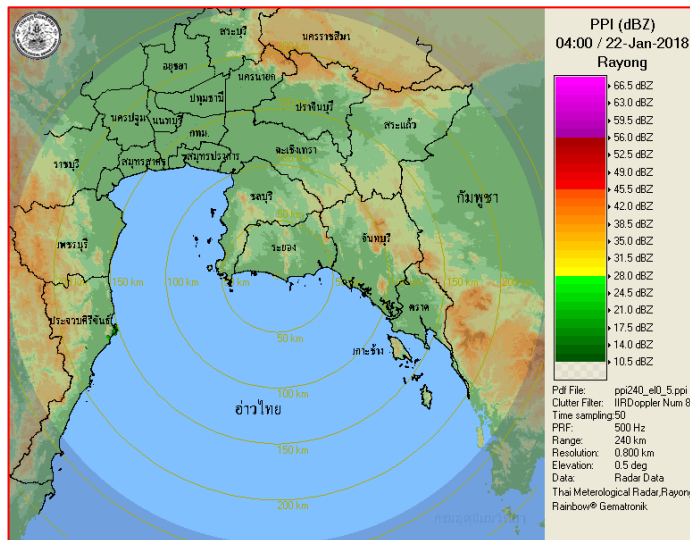 PPI (dBZ)
04:00 / 22-Jan-2018
Rayong
66.5 dBZ
63.0 dBZ
59.5 dBZ
56.0 dBZ
52.5 dBZ
49.0 dBZ
45.5 dBZ
42.0 dBZ
38.5 dBZ
35.0 dBZ
31.5 dBZ
28.0 dBZ
24.5 dBZ
21.0 dBZ
17.5 dBZ
14.0 dBZ
10.5 dBZ
Pdf File: ppi240_el0_5.ppi
Clutter Filter: IIRDoppler Num 8
Time sampling:50
PRF: 500 Hz
Range: 240 km
Resolution: 0.800 km
Elevation: 0.5 deg
Data: Radar Data
Thai Meterological Radar,Rayong
Rainbow® Gematronik
สระบุรี
นครราชสีมา
อยุธยา
นครนายก
ปทุมธานี
ปราจีนบุรี
นครปฐม
นนทบุรี
สระแก้ว
กทม.
ฉะเชิงเทรา
ราชบุรี
สมุทรสาคร
สมุทรปราการ
ชลบุรี
กัมพูชา
เพชรบุรี
ระยอง
จันทบุรี
150 km
100 km
ตราด
ประจวบคีรีขันธ์
50 km
เกาะช้าง
100 km
อ่าวไทย
150 km
200 km